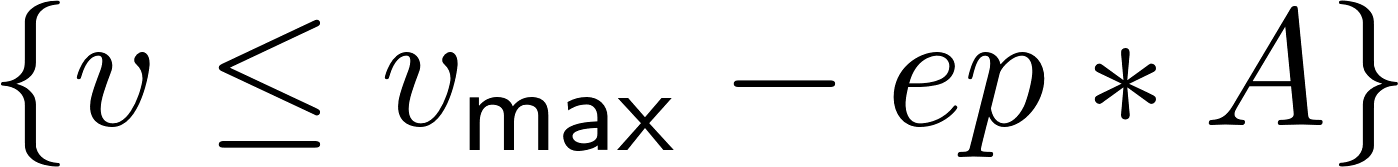 {v ≤ v_max − ep * A}